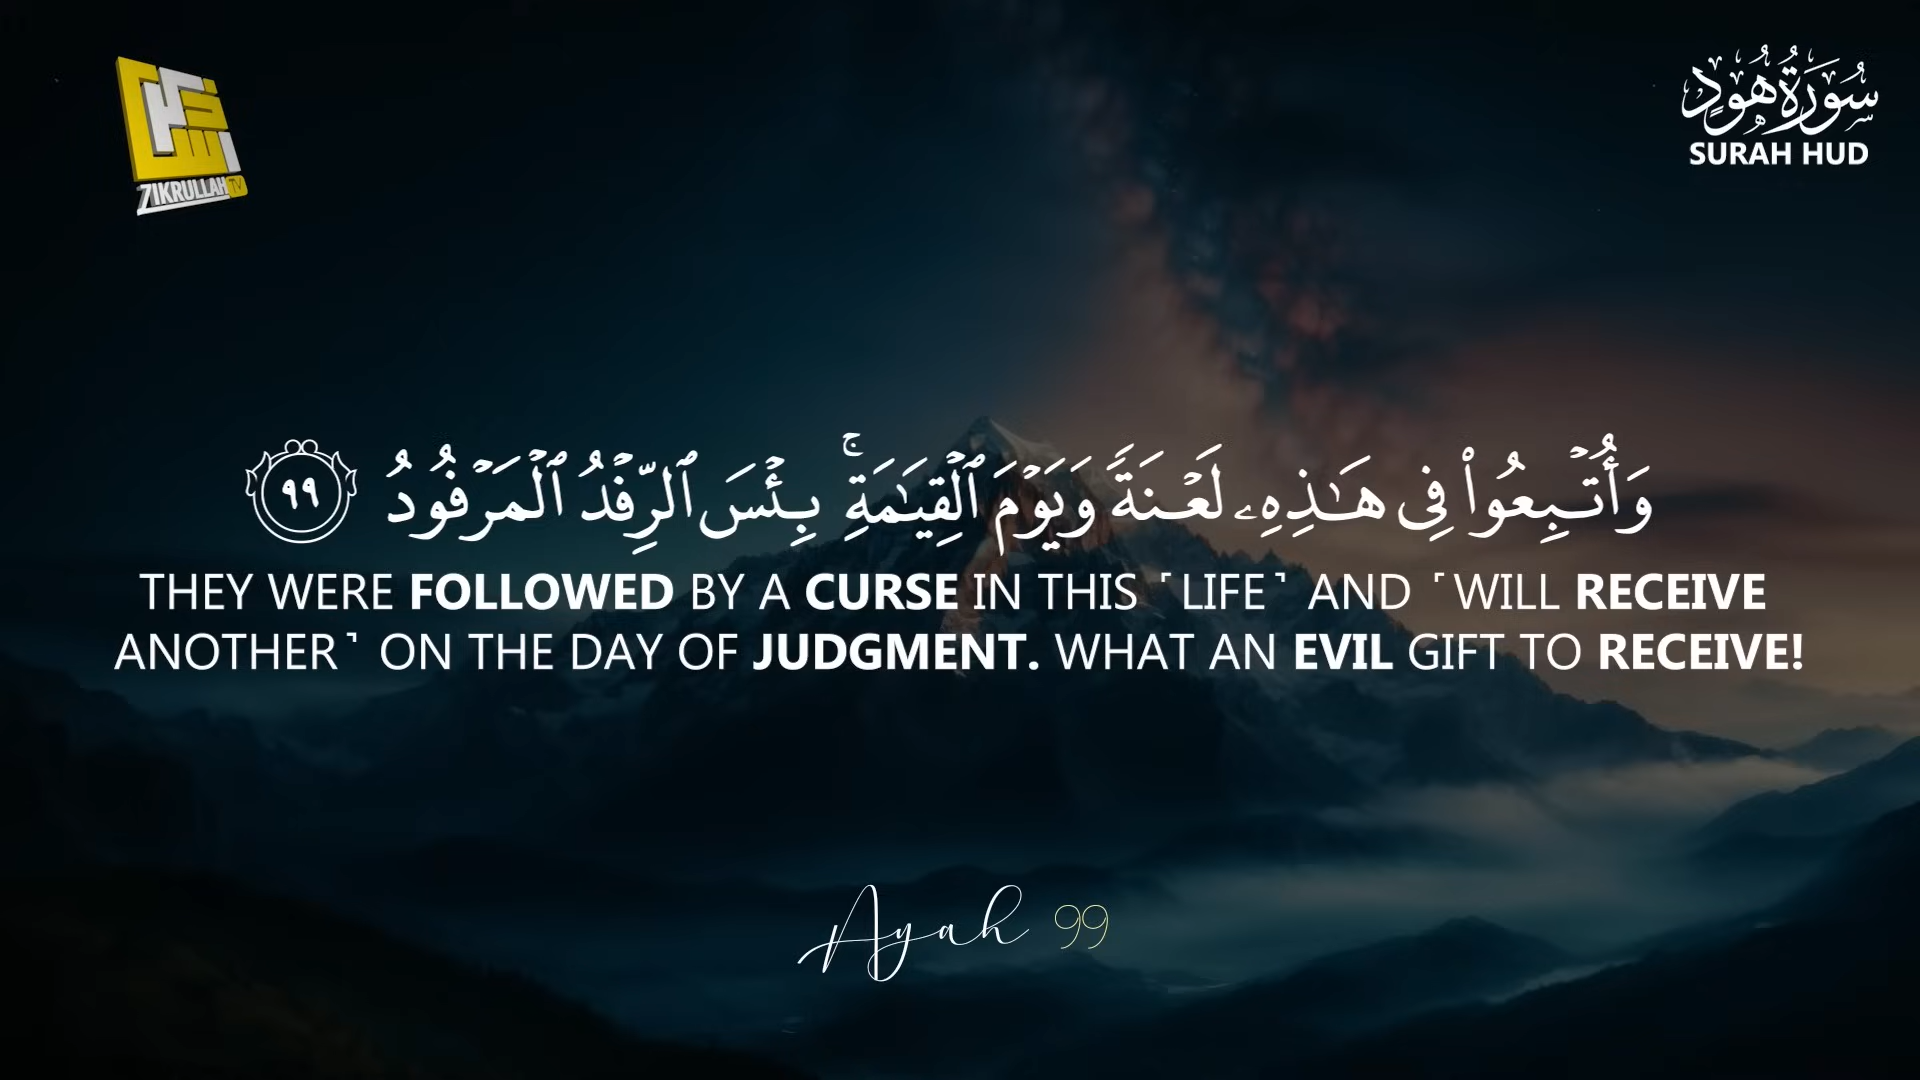 ZIKRULLAH TV
سُورَةُ هُودٍ
SURAH HUD
وَأُتْبِعُوا۟ فِى هَـٰذِهِۦ لَعْنَةً وَيَوْمَ ٱلْقِيَـٰمَةِ ۚ بِئْسَ ٱلرِّفْدُ ٱلْمَرْفُودُ ٩٩
THEY WERE FOLLOWED BY A CURSE IN THIS ˹LIFE˺ AND ˹WILL RECEIVE
ANOTHER˺ ON THE DAY OF JUDGMENT. WHAT AN EVIL GIFT TO RECEIVE!
Ayah 99